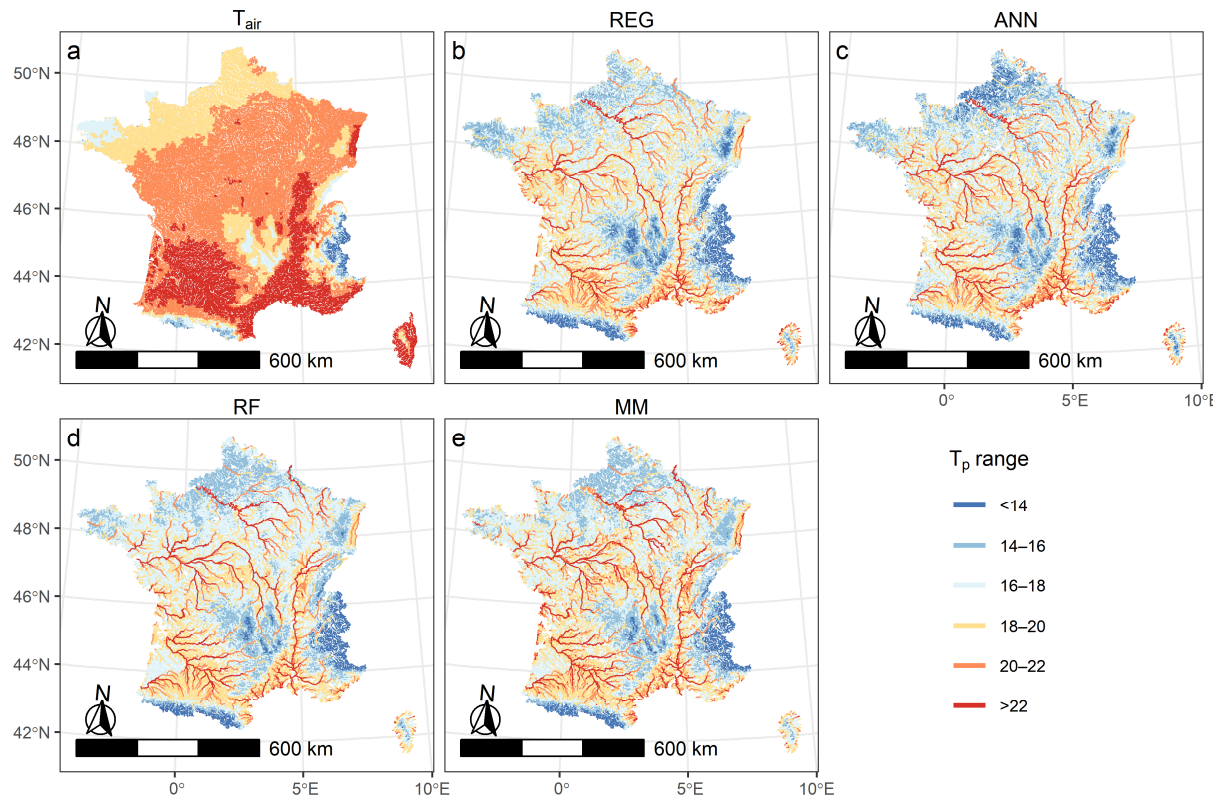 T_air
REG
ANN
a
b
c
50°N
48°N
46°N
44°N
42°N
N
600 km
N
600 km
N
600 km
0°
5°E
10°E
RF
MM
d
e
50°N
48°N
46°N
44°N
42°N
N
600 km
N
600 km
0°
5°E
10°E
0°
5°E
10°E
T_p range
<14
14–16
16–18
18–20
20–22
>22